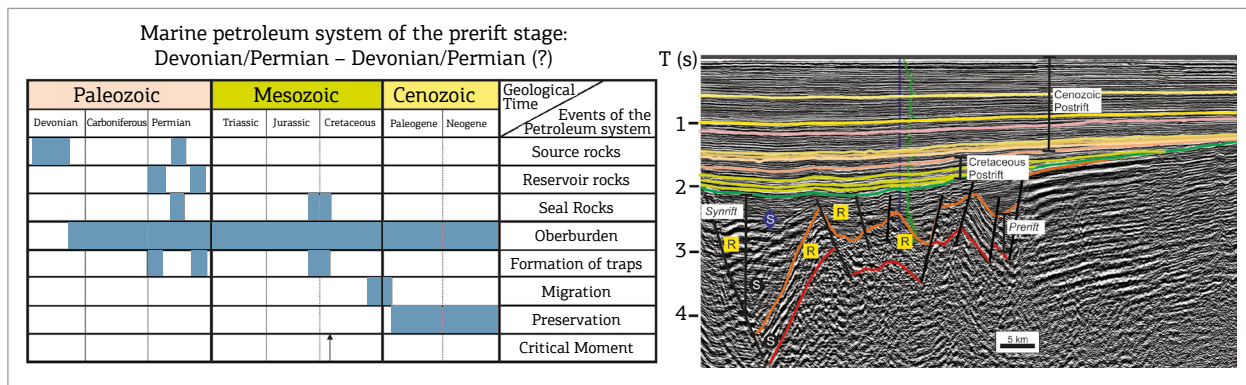 Marine petroleum system of the prerift stage:
Devonian/Permian – Devonian/Permian (?)
Paleozoic
Mesozoic
Cenozoic
Geological
Time
Events of the
Petroleum system
Devonian
Carboniferous
Permian
Triassic
Jurassic
Cretaceous
Paleogene
Neogene
Source rocks
Reservoir rocks
Seal Rocks
Oberburden
Formation of traps
Migration
Preservation
Critical Moment
T (s)
1
2
3
4
Cenozoic
Postrift
Cretaceous
Postrift
Synrift
Prerift
S
R
R
R
R
S
S
5 km